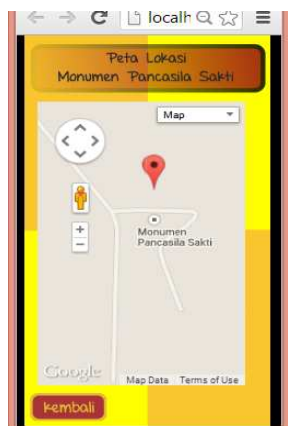 localh
Peta Lokasi
Monumen Pancasila Sakti
Map
Monumen
Pancasila Sakti
Google
Map Data Terms of Use
kembali